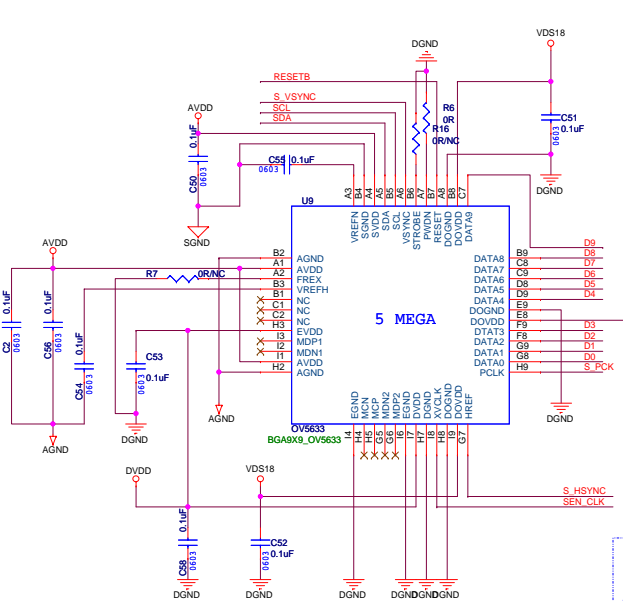 VDS18
DGND
RESETB
S_VSYNC
SCL
SDA
AVDD
0.1uF
C50
0603
C55 0.1uF
0603
R6
0R
R16
0R/NC
C51
0.1uF
0603
DGND
SGND
U9
A3 B4 A4 A5 B5 A6 B6 A7 B7 A8 B8 C7
VREFN SGND SVDD SDA SCL VSYNC STROBE PWDN RESET DOGND DOVDD DATA9
AVDD
R7 0R/NC
B2 AGND
A1 AVDD
A2 FREX
B3 VREFH
B1 NC
C1 NC
C2 NC
H3 EVDD
I3 MDP1
I2 MDN1
I1 AVDD
H2 AGND
5 MEGA
D9
DATA8 B9 D8
DATA7 C8 D7
DATA6 C9 D6
DATA5 D8 D5
DATA4 D9 D4
DOGND E9
DOVDD E8
DTAT3 F9 D3
DATA2 F8 D2
DATA1 G9 D1
DATA0 G8 D0
PCLK H9 S_PCK
0.1uF
C2
0603
0.1uF
C56
0603
0.1uF
C54
0603
C53
0.1uF
0603
DGND
AGND
AGND
DGND
EGND MCN MCP MDN2 MDP2 EGND DVDD DGND XVCLK DOGND DOVDD HREF
OV5633
BGA9X9_OV5633
I4 H4 H5 G5 G6 I6 I7 H7 I8 H8 I9 G7
DVDD
VDS18
S_HSYNC
SEN_CLK
0.1uF
C58
0603
C52
0.1uF
0603
DGND
DGND
DGND
DGND
DGND
DGND